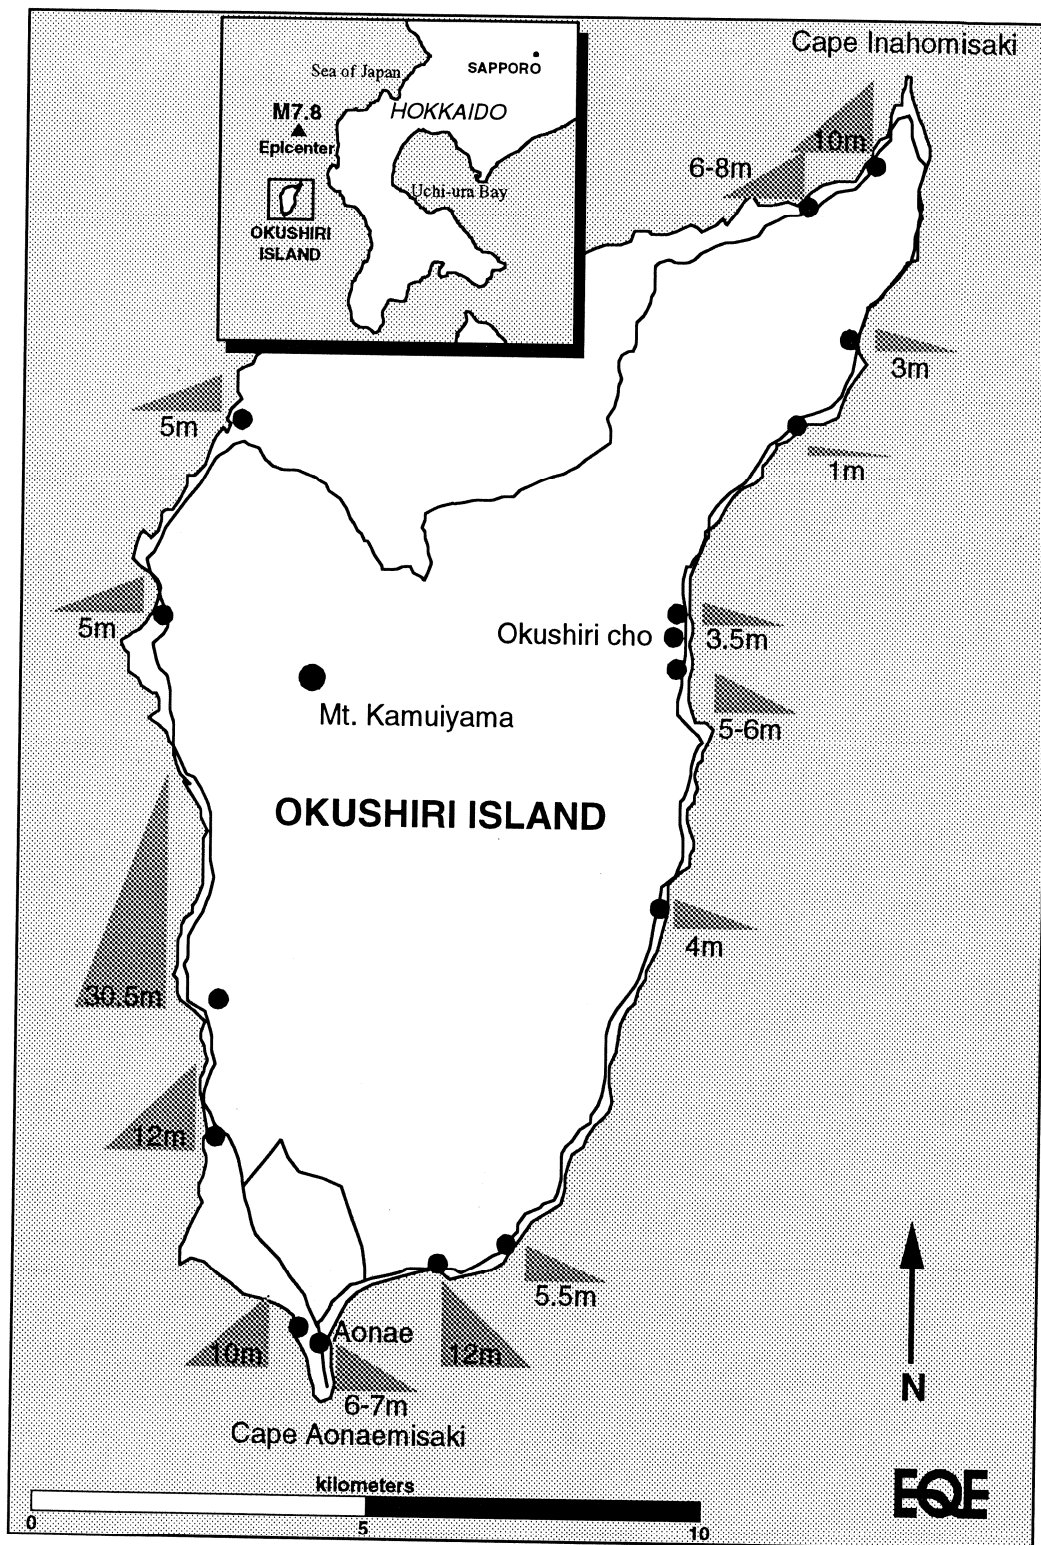 Cape Inahomisaki
Sea of Japan
SAPPORO
HOKKAIDO
M7.8
Epicenter
Uchi-ura Bay
OKUSHIRI
ISLAND
10m
6-8m
3m
5m
1m
5m
Okushiri cho
3.5m
Mt. Kamuiyama
5-6m
OKUSHIRI ISLAND
4m
30.5m
12m
5.5m
Aonae
10m
12m
6-7m
Cape Aonaemisaki
N
kilometers
0 5 10
EQE